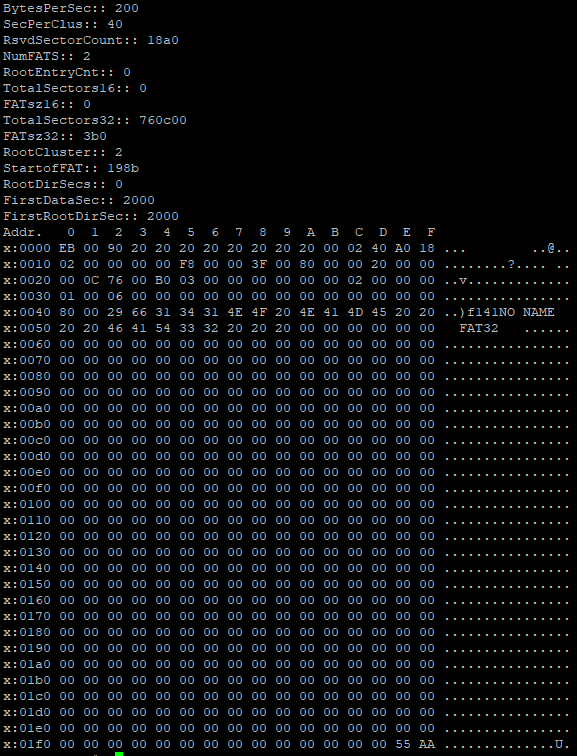 BytesPerSec:: 200
SecPerClus:: 40
RsvdSectorCount:: 18a0
NumFATS:: 2
RootEntryCnt:: 0
TotalSectors16:: 0
FATsz16:: 0
TotalSectors32:: 760c00
FATsz32:: 3b0
RootCluster:: 2
StartofFAT:: 198b
RootDirSecs:: 0
FirstDataSec:: 2000
FirstRootDirSec:: 2000
Addr.   0  1  2  3  4  5  6  7  8  9  A  B  C  D  E  F
x:0000 EB 00 90 20 20 20 20 20 20 20 20 00 02 40 A0 18 ...        ..@..
x:0010 02 00 00 00 00 F8 00 00 3F 00 80 00 00 20 00 00 ........?.... ..
x:0020 00 0C 76 00 B0 03 00 00 00 00 00 00 02 00 00 00 ..v.............
x:0030 01 00 06 00 00 00 00 00 00 00 00 00 00 00 00 00 ................
x:0040 80 00 29 66 31 34 31 4E 4F 20 4E 41 4D 45 20 20 ..)f141NO NAME
x:0050 20 20 46 41 54 33 32 20 20 20 00 00 00 00 00 00   FAT32   ......
x:0060 00 00 00 00 00 00 00 00 00 00 00 00 00 00 00 00 ................
x:0070 00 00 00 00 00 00 00 00 00 00 00 00 00 00 00 00 ................
x:0080 00 00 00 00 00 00 00 00 00 00 00 00 00 00 00 00 ................
x:0090 00 00 00 00 00 00 00 00 00 00 00 00 00 00 00 00 ................
x:00a0 00 00 00 00 00 00 00 00 00 00 00 00 00 00 00 00 ................
x:00b0 00 00 00 00 00 00 00 00 00 00 00 00 00 00 00 00 ................
x:00c0 00 00 00 00 00 00 00 00 00 00 00 00 00 00 00 00 ................
x:00d0 00 00 00 00 00 00 00 00 00 00 00 00 00 00 00 00 ................
x:00e0 00 00 00 00 00 00 00 00 00 00 00 00 00 00 00 00 ................
x:00f0 00 00 00 00 00 00 00 00 00 00 00 00 00 00 00 00 ................
x:0100 00 00 00 00 00 00 00 00 00 00 00 00 00 00 00 00 ................
x:0110 00 00 00 00 00 00 00 00 00 00 00 00 00 00 00 00 ................
x:0120 00 00 00 00 00 00 00 00 00 00 00 00 00 00 00 00 ................
x:0130 00 00 00 00 00 00 00 00 00 00 00 00 00 00 00 00 ................
x:0140 00 00 00 00 00 00 00 00 00 00 00 00 00 00 00 00 ................
x:0150 00 00 00 00 00 00 00 00 00 00 00 00 00 00 00 00 ................
x:0160 00 00 00 00 00 00 00 00 00 00 00 00 00 00 00 00 ................
x:0170 00 00 00 00 00 00 00 00 00 00 00 00 00 00 00 00 ................
x:0180 00 00 00 00 00 00 00 00 00 00 00 00 00 00 00 00 ................
x:0190 00 00 00 00 00 00 00 00 00 00 00 00 00 00 00 00 ................
x:01a0 00 00 00 00 00 00 00 00 00 00 00 00 00 00 00 00 ................
x:01b0 00 00 00 00 00 00 00 00 00 00 00 00 00 00 00 00 ................
x:01c0 00 00 00 00 00 00 00 00 00 00 00 00 00 00 00 00 ................
x:01d0 00 00 00 00 00 00 00 00 00 00 00 00 00 00 00 00 ................
x:01e0 00 00 00 00 00 00 00 00 00 00 00 00 00 00 00 00 ................
x:01f0 00 00 00 00 00 00 00 00 00 00 00 00 00 00 55 AA ..............U